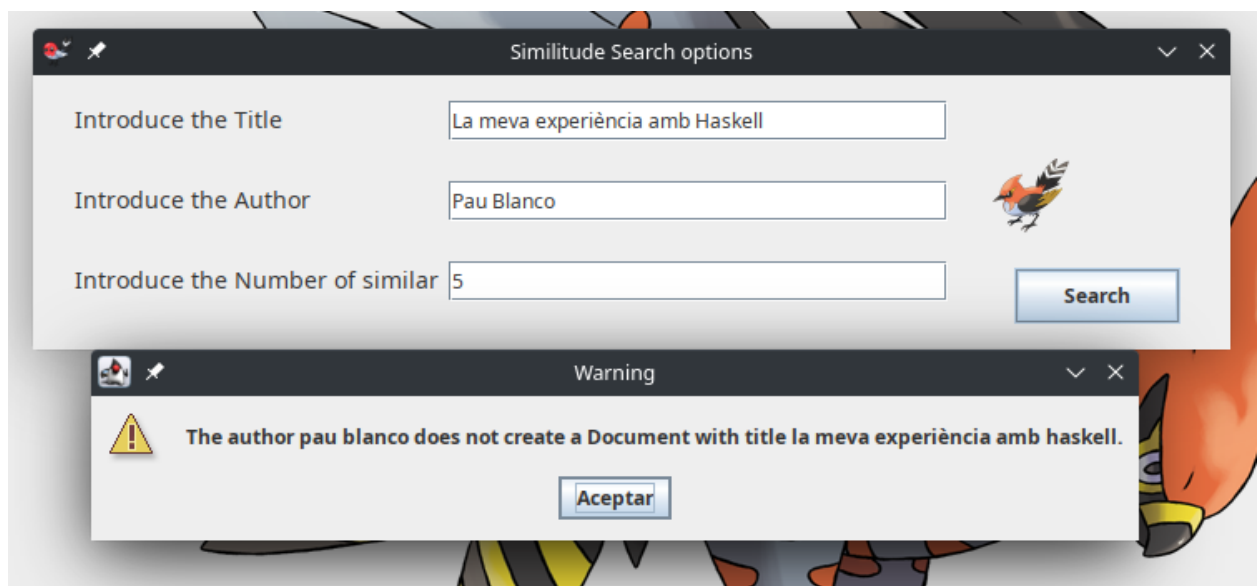 Similitude Search options
Introduce the Title
La meva experiència amb Haskell
Introduce the Author
Pau Blanco
Introduce the Number of similar
5
Search
Warning
The author pau blanco does not create a Document with title la meva experiència amb haskell.
Aceptar